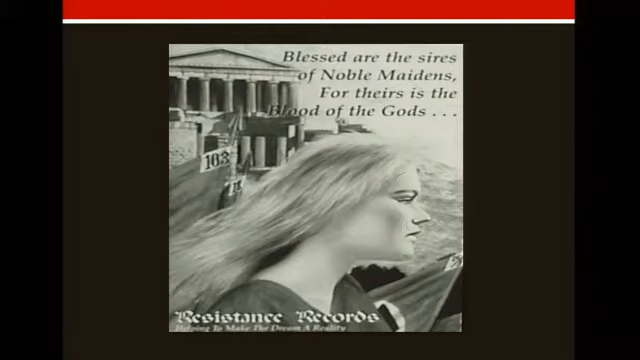 Blessed are the sires
of Noble Maidens,
For theirs is the
Blood of the Gods . . .
103
Resistance Records
Helping To Make The Dream A Reality